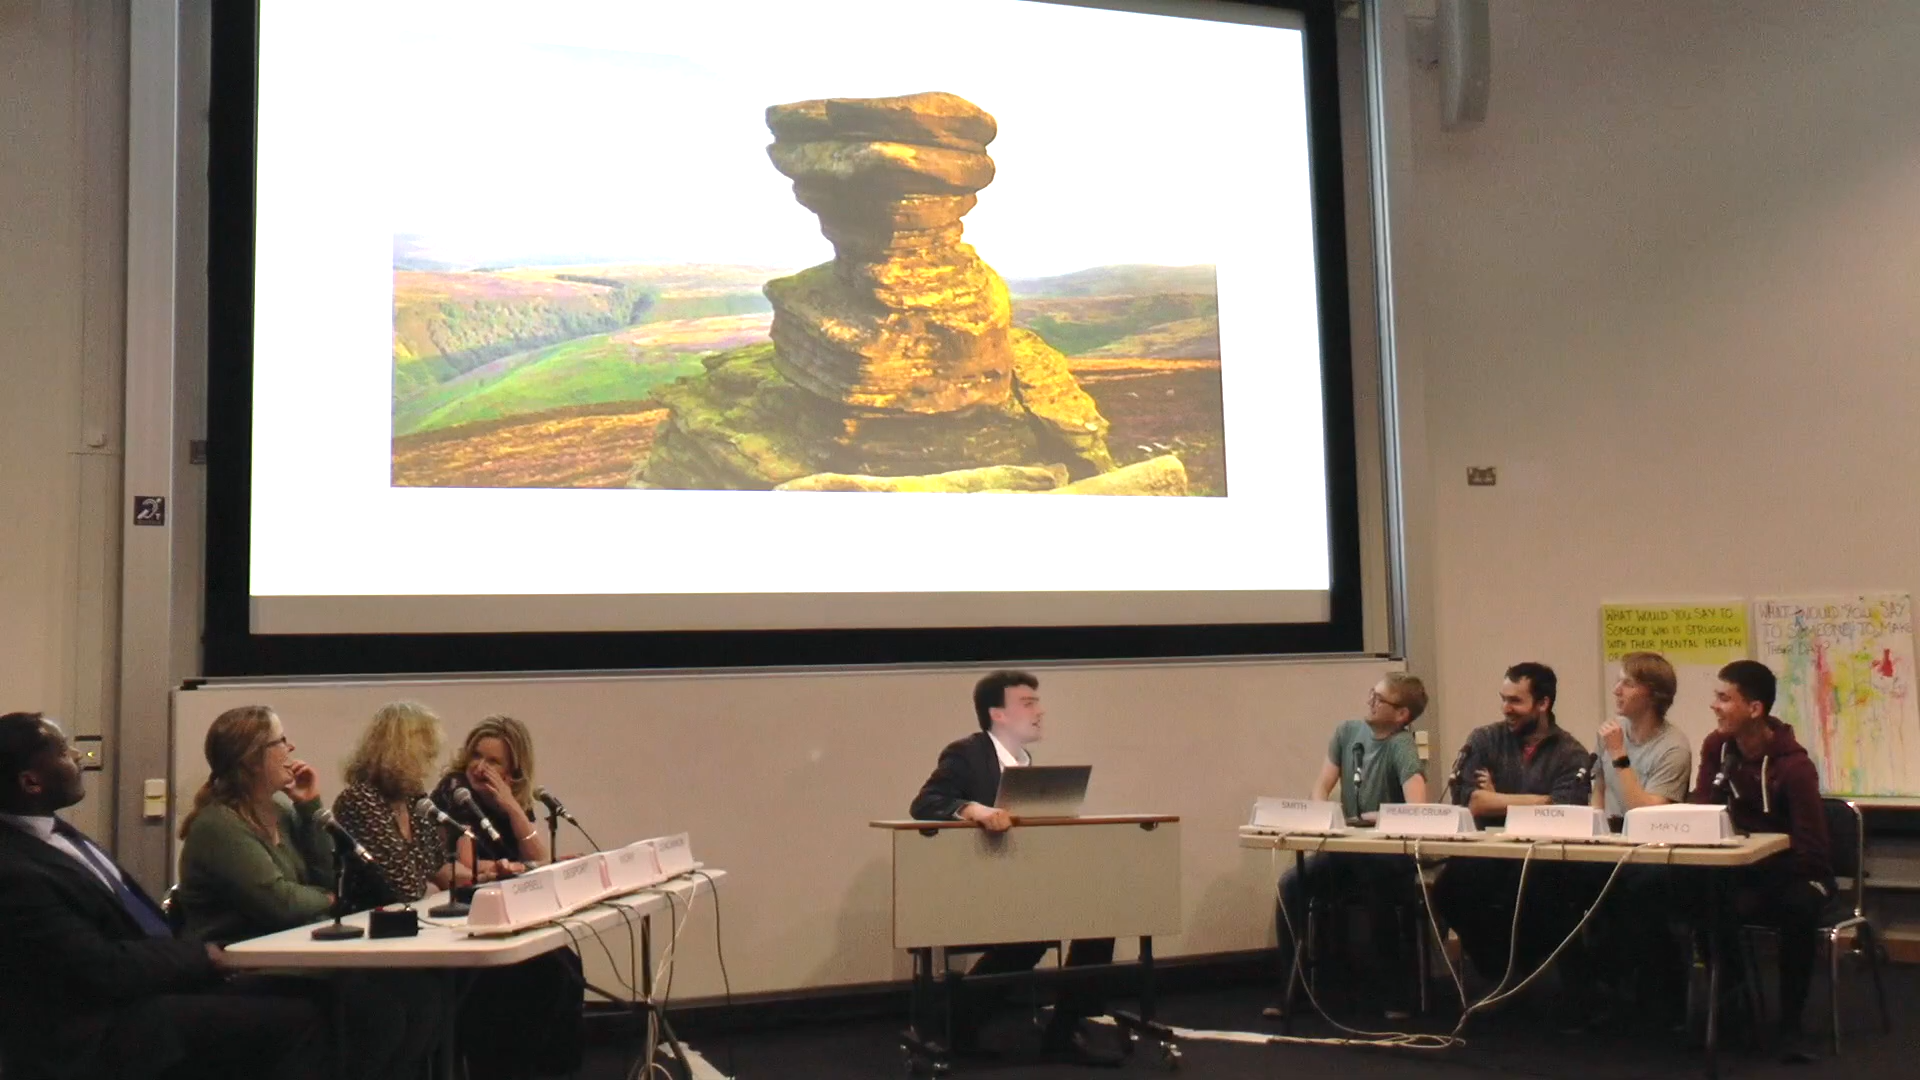 WHAT WOULD YOU SAY TO
SOMEONE WHO IS STRUGGLING
WITH THEIR MENTAL HEALTH
WHAT WOULD YOU SAY
TO SOMEONE TO MAKE
THEIR DAY?
SMITH
PEARCE-CRUMP
PATON
MAYO
CAMPBELL